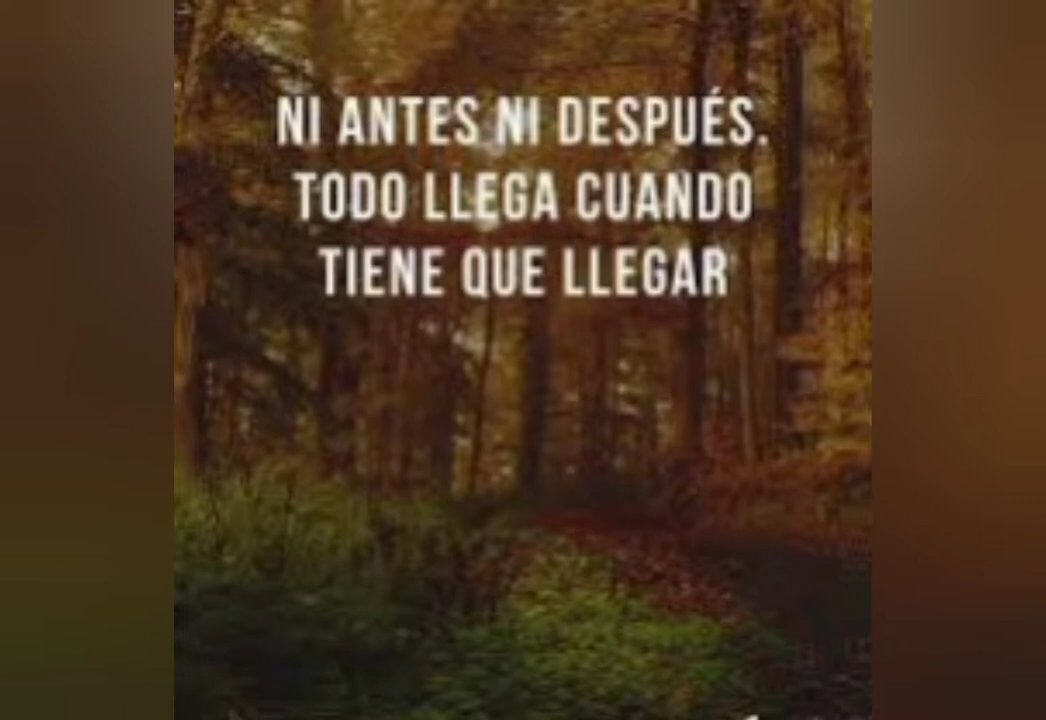 NI ANTES NI DESPUÉS.
TODO LLEGA CUANDO
TIENE QUE LLEGAR